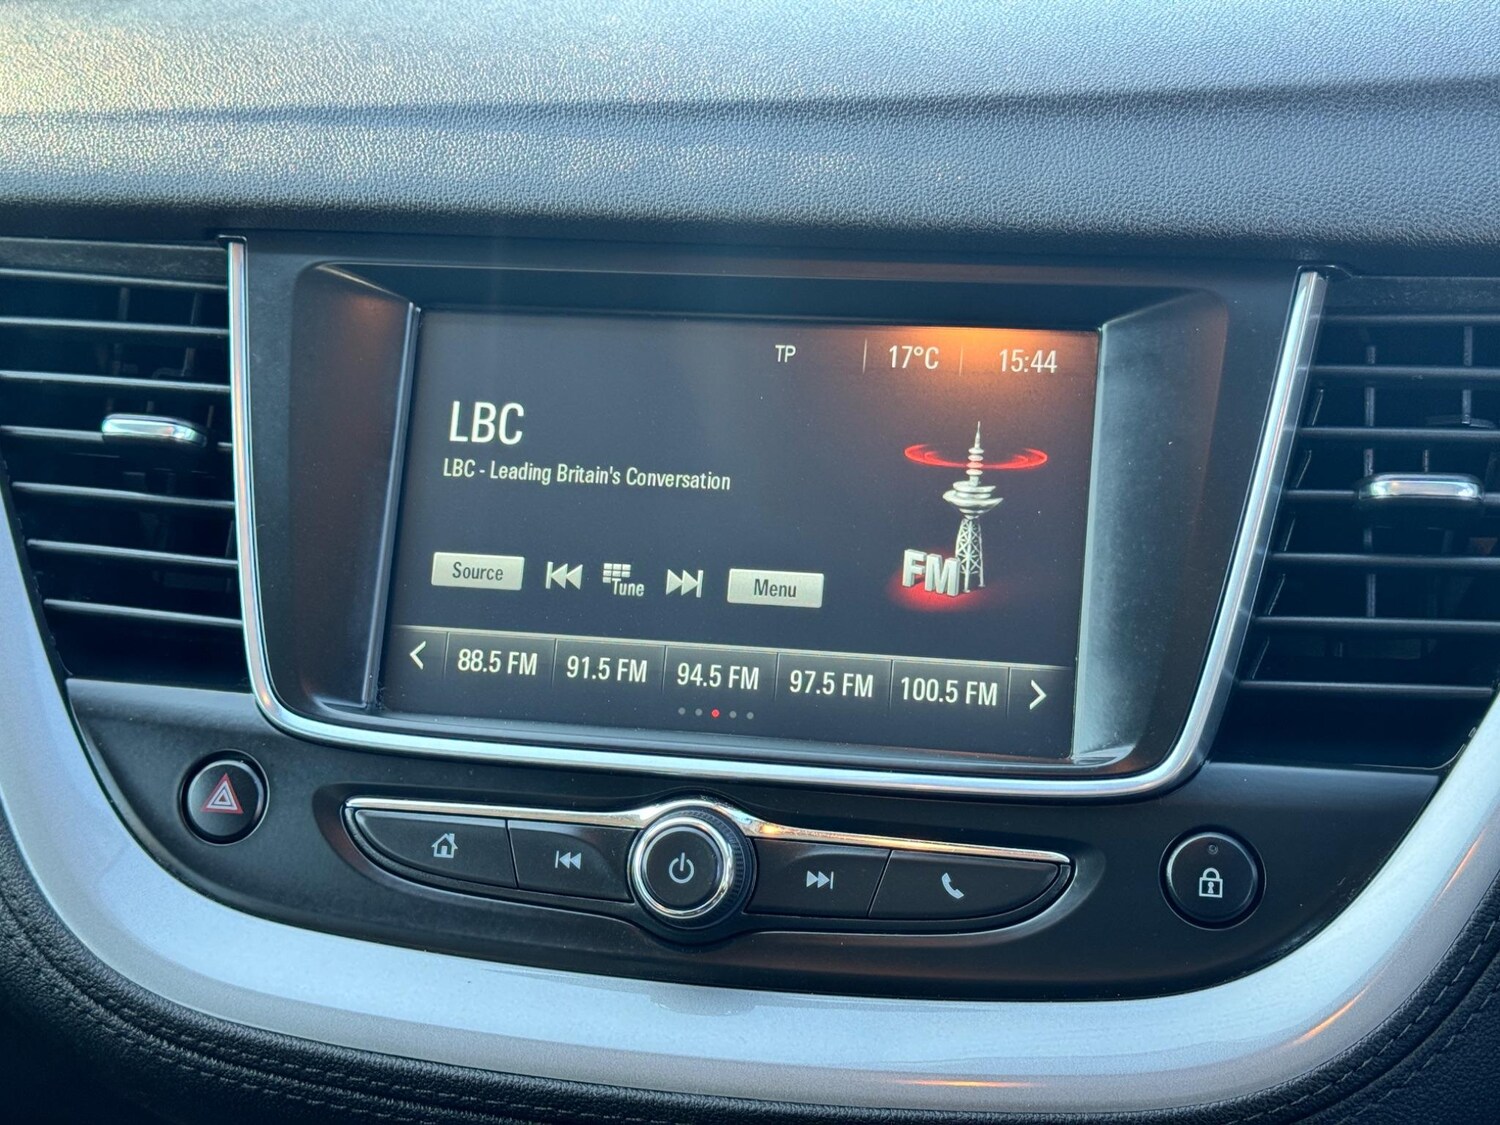 TP 17°C 15:44
LBC
LBC - Leading Britain's Conversation
Source Tune Menu
FM
88.5 FM 91.5 FM 94.5 FM 97.5 FM 100.5 FM